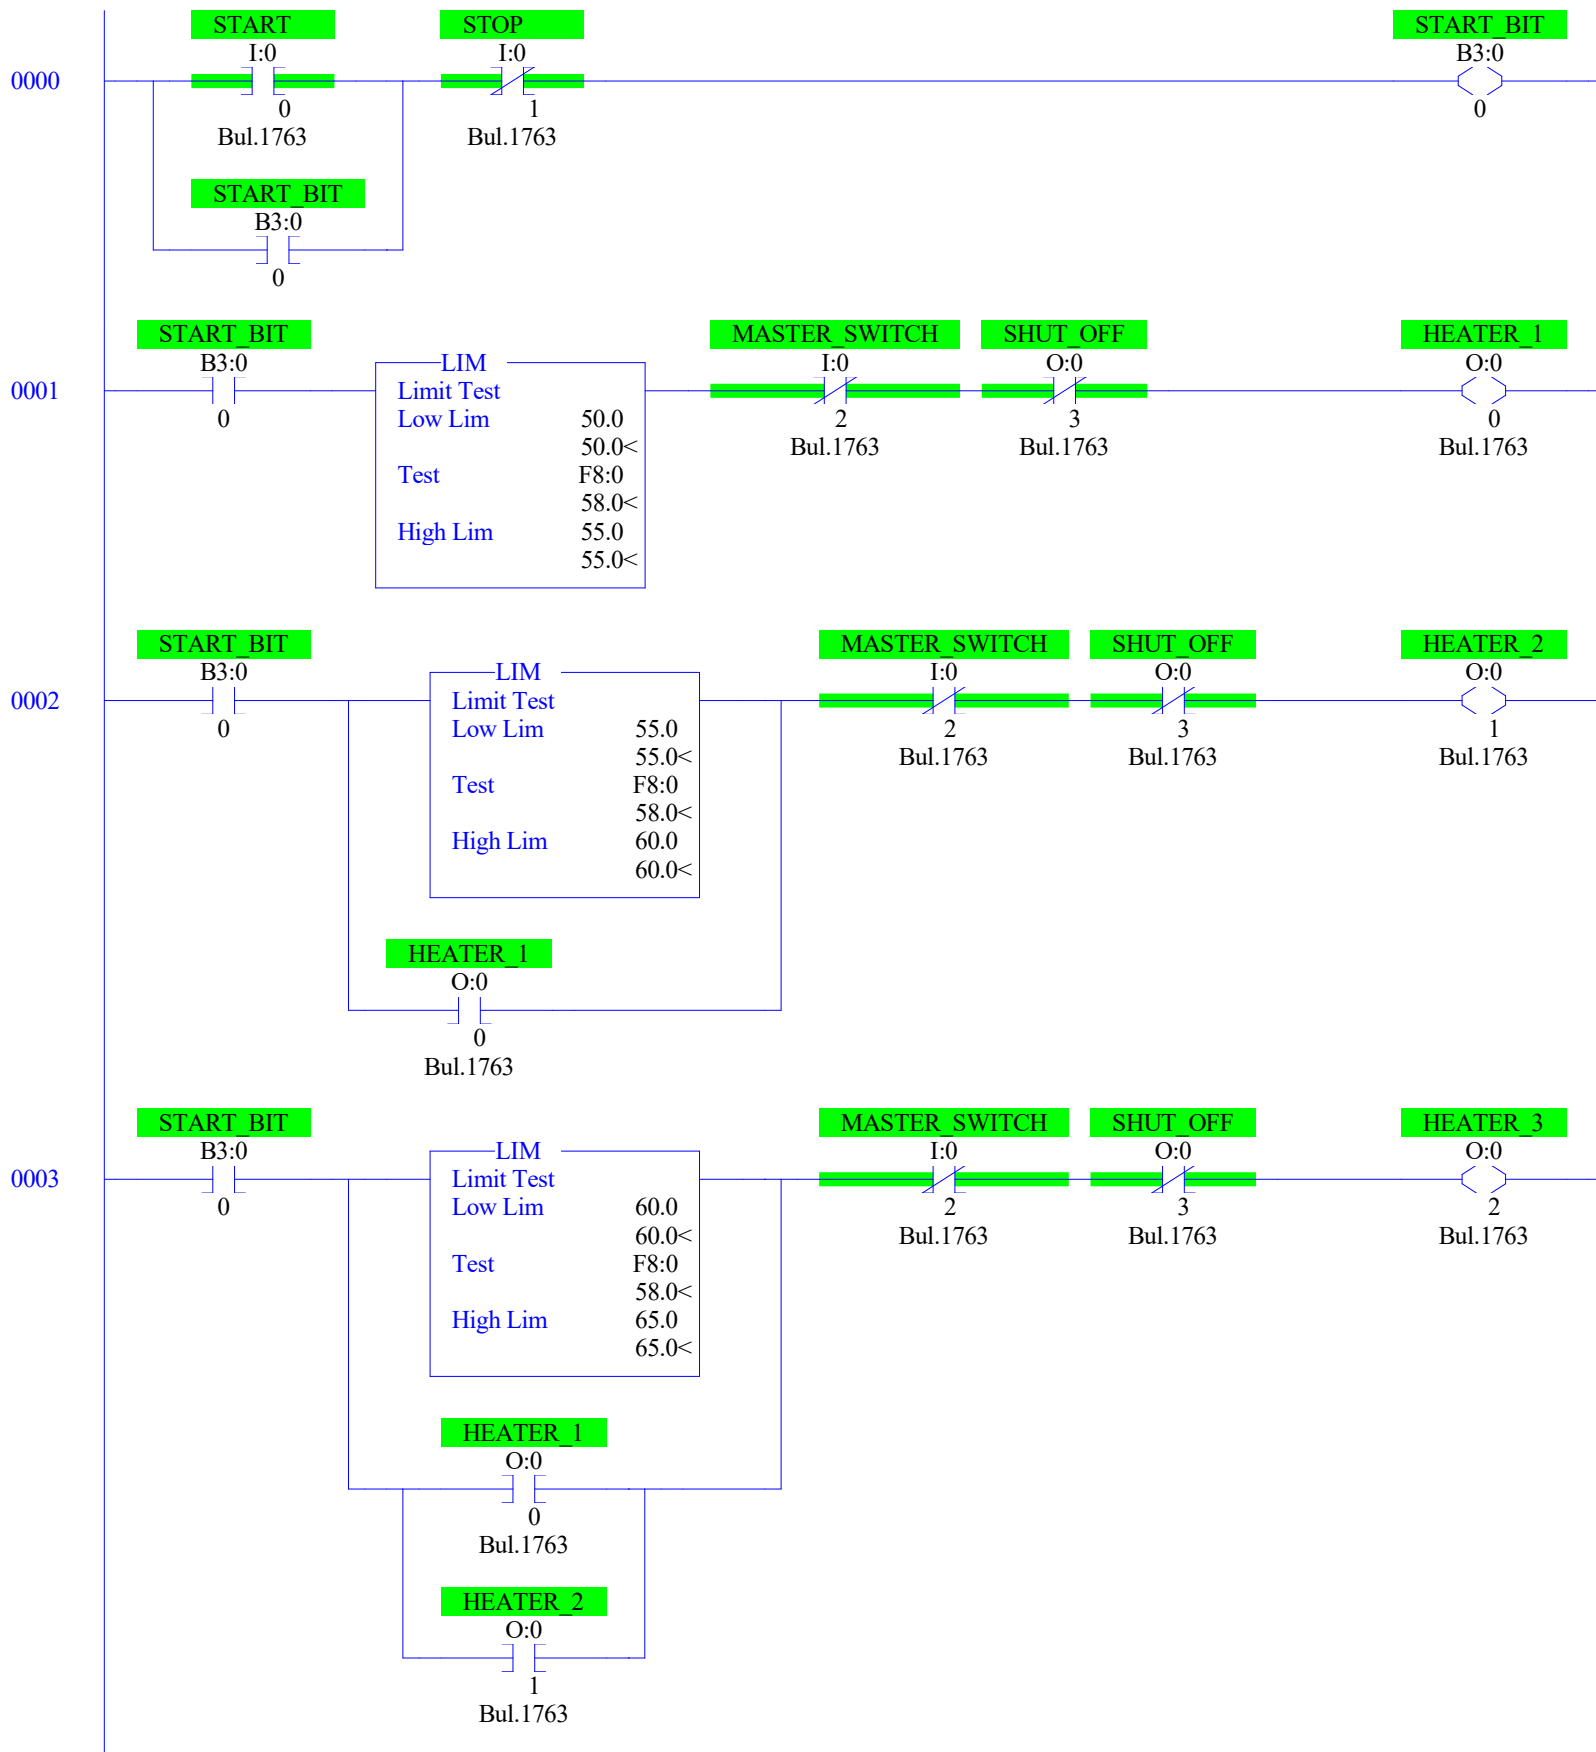 START STOP START_BIT
I:0 I:0 B3:0
0000
0 1 0
Bul.1763 Bul.1763
START_BIT
B3:0
0
START_BIT MASTER_SWITCH SHUT_OFF HEATER_1
B3:0 LIM I:0 O:0 O:0
0001 Limit Test
0 Low Lim 50.0 2 3 0
50.0< Bul.1763 Bul.1763 Bul.1763
Test F8:0
58.0<
High Lim 55.0
55.0<
START_BIT MASTER_SWITCH SHUT_OFF HEATER_2
B3:0 LIM I:0 O:0 O:0
0002 Limit Test
0 Low Lim 55.0 2 3 1
55.0< Bul.1763 Bul.1763 Bul.1763
Test F8:0
58.0<
High Lim 60.0
60.0<
HEATER_1
O:0
0
Bul.1763
START_BIT MASTER_SWITCH SHUT_OFF HEATER_3
B3:0 LIM I:0 O:0 O:0
0003 Limit Test
0 Low Lim 60.0 2 3 2
60.0< Bul.1763 Bul.1763 Bul.1763
Test F8:0
58.0<
High Lim 65.0
65.0<
HEATER_1
O:0
0
Bul.1763
HEATER_2
O:0
1
Bul.1763